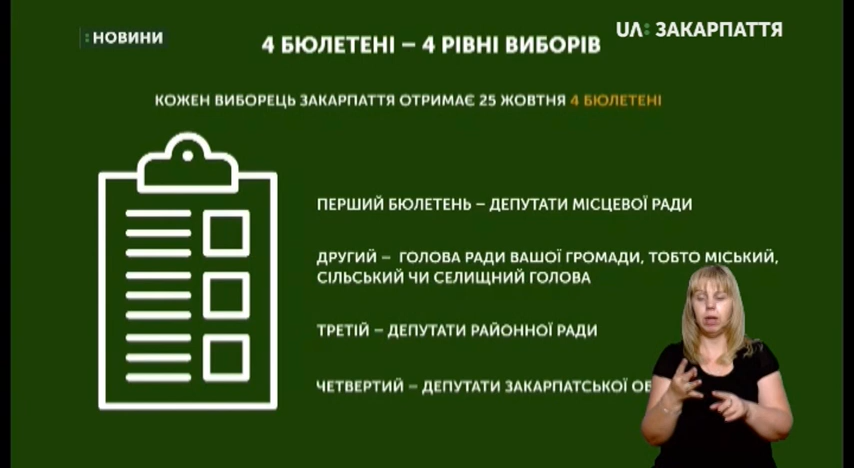 НОВИНИ
UA: ЗАКАРПАТТЯ
4 БЮЛЕТЕНІ – 4 РІВНІ ВИБОРІВ
КОЖЕН ВИБОРЕЦЬ ЗАКАРПАТТЯ ОТРИМАЄ 25 ЖОВТНЯ 4 БЮЛЕТЕНІ
ПЕРШИЙ БЮЛЕТЕНЬ – ДЕПУТАТИ МІСЦЕВОЇ РАДИ
ДРУГИЙ – ГОЛОВА РАДИ ВАШОЇ ГРОМАДИ, ТОБТО МІСЬКИЙ,
СІЛЬСЬКИЙ ЧИ СЕЛИЩНИЙ ГОЛОВА
ТРЕТІЙ – ДЕПУТАТИ РАЙОННОЇ РАДИ
ЧЕТВЕРТИЙ – ДЕПУТАТИ ЗАКАРПАТСЬКОЇ